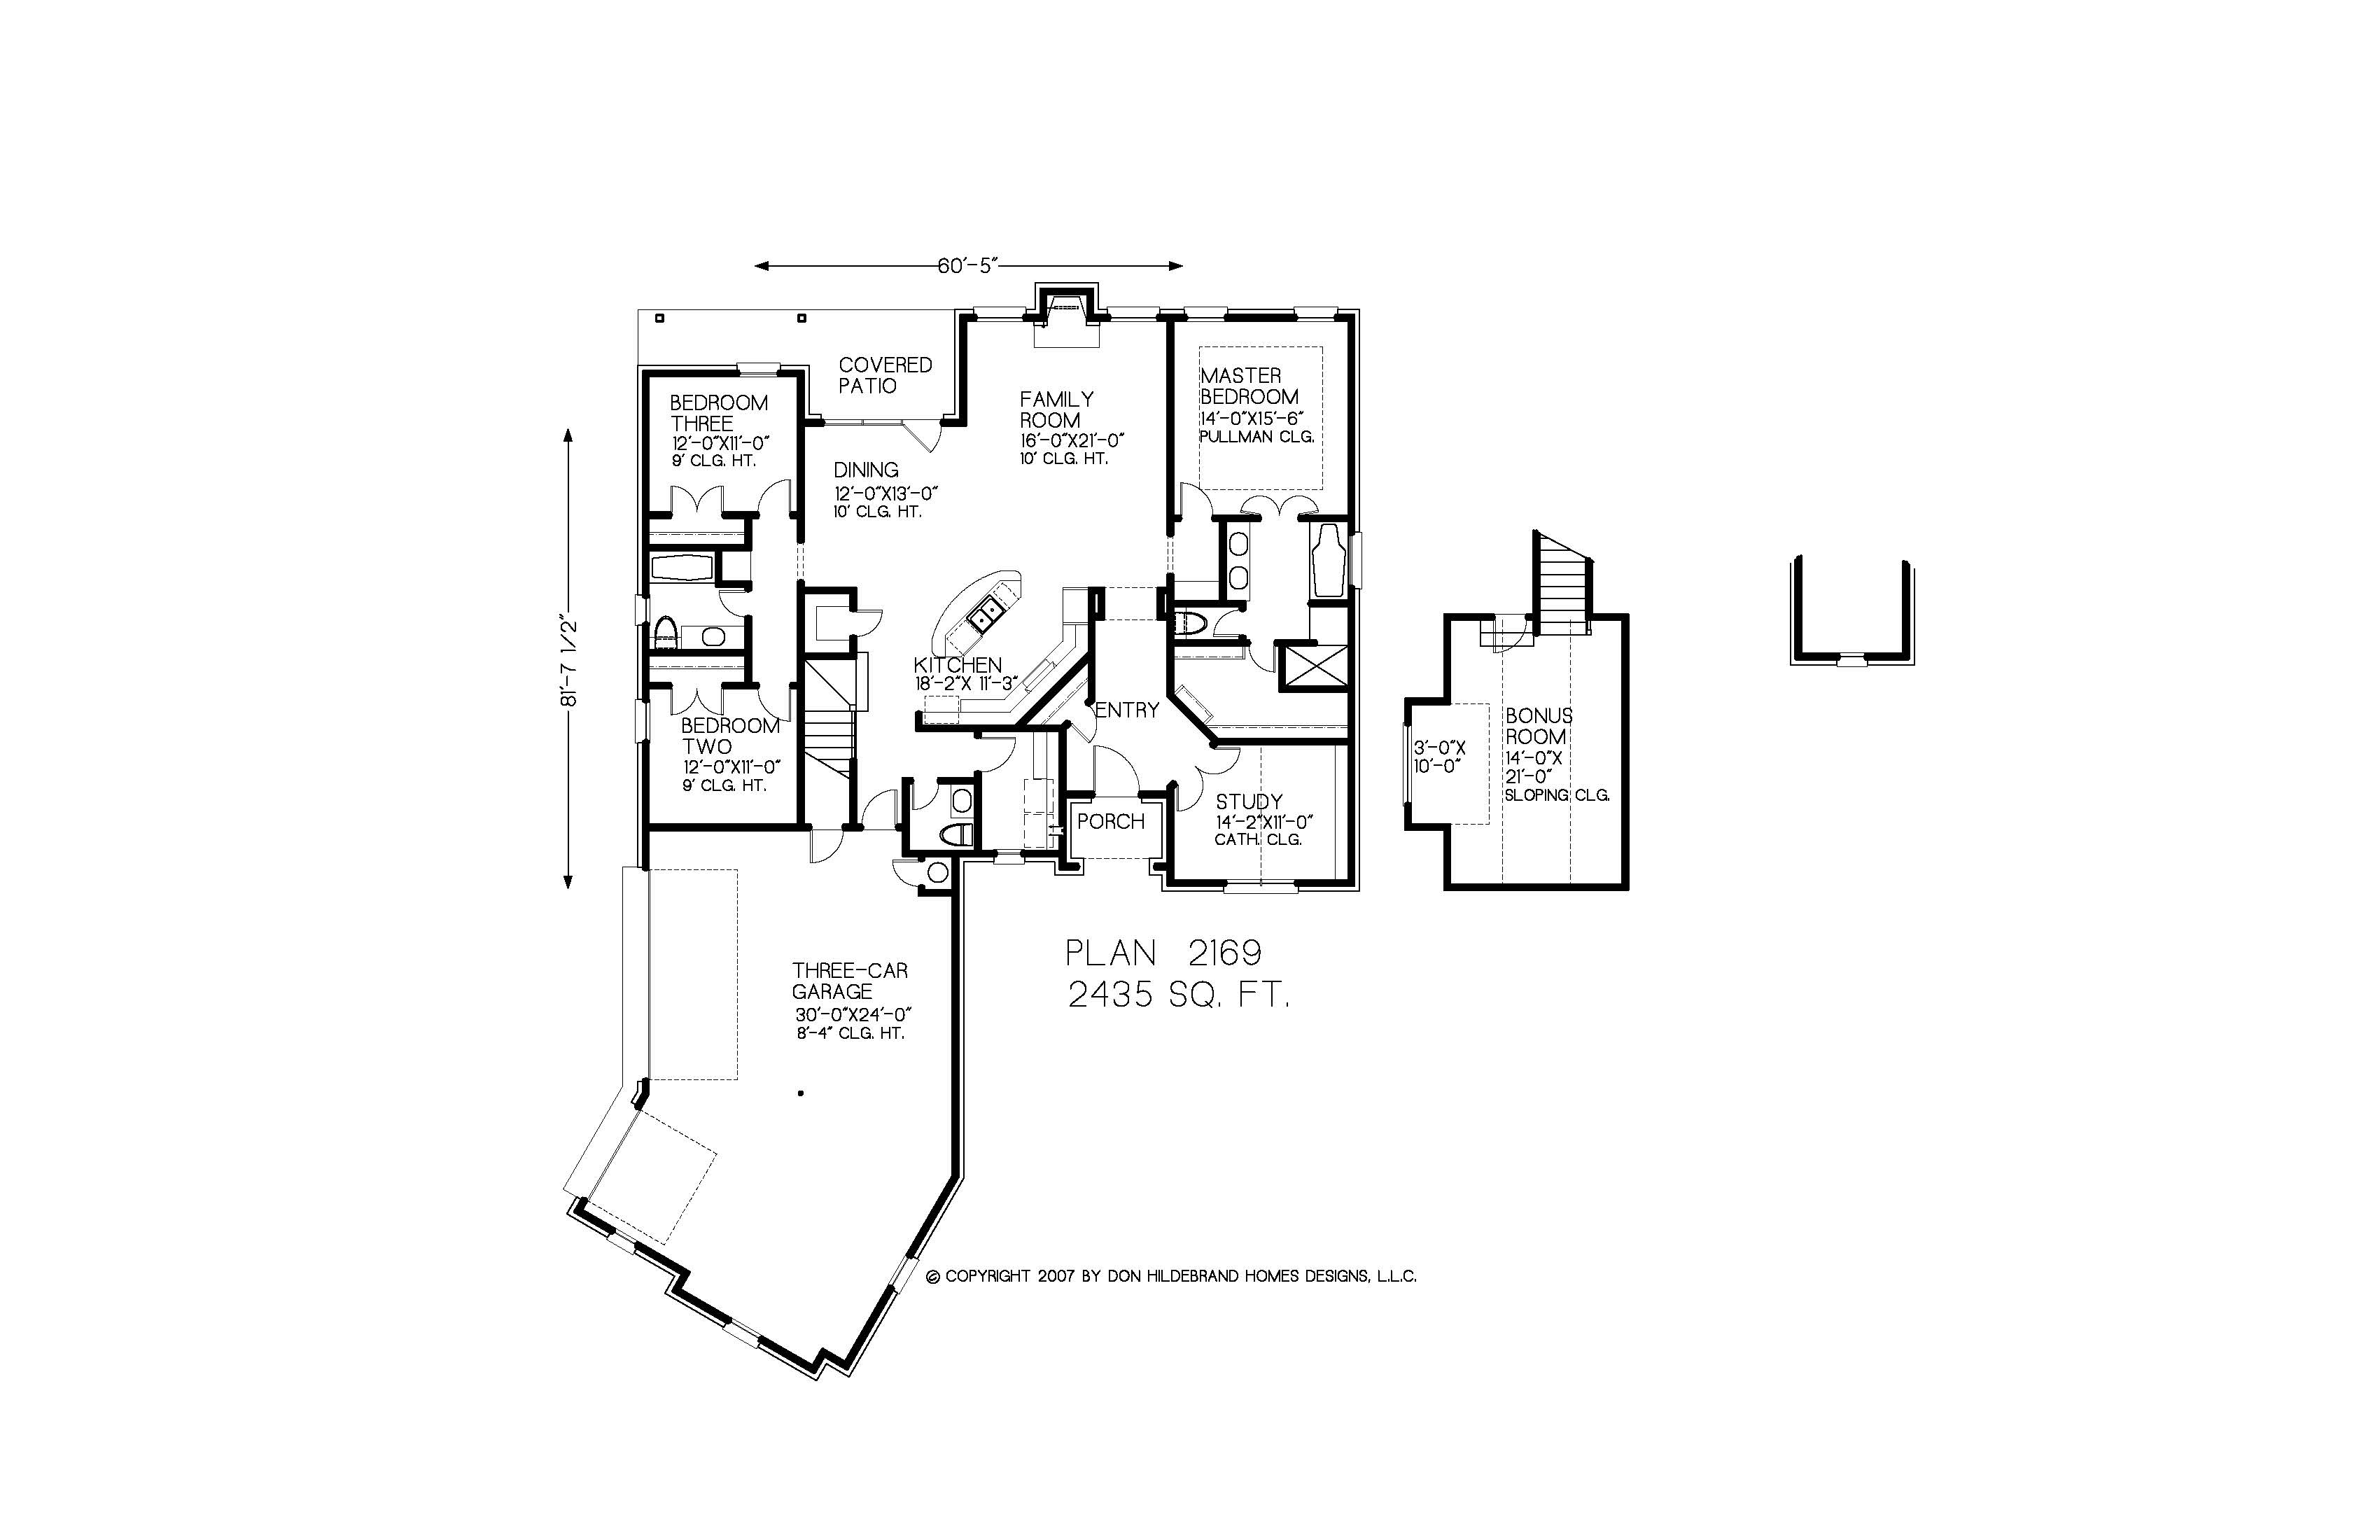 60'-5"
81'-7 1/2"
COVERED
PATIO
BEDROOM
THREE
12'-0"X11'-0"
9' CLG. HT.
FAMILY
ROOM
16'-0"X21'-0"
10' CLG. HT.
MASTER
BEDROOM
14'-0"X15'-6"
PULLMAN CLG.
DINING
12'-0"X13'-0"
10' CLG. HT.
KITCHEN
18'-2"X 11'-3"
ENTRY
BEDROOM
TWO
12'-0"X11'-0"
9' CLG. HT.
PORCH
STUDY
14'-2"X11'-0"
CATH. CLG.
3'-0"X
10'-0"
BONUS
ROOM
14'-0"X
21'-0"
SLOPING CLG.
THREE-CAR
GARAGE
30'-0"X24'-0"
8'-4" CLG. HT.
PLAN 2169
2435 SQ. FT.
© COPYRIGHT 2007 BY DON HILDEBRAND HOMES DESIGNS, L.L.C.